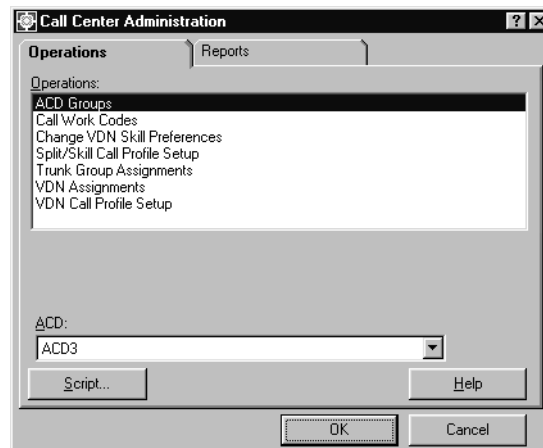 Call Center Administration
Operations
Reports
Operations:
ACD Groups
Call Work Codes
Change VDN Skill Preferences
Split/Skill Call Profile Setup
Trunk Group Assignments
VDN Assignments
VDN Call Profile Setup
ACD:
ACD3
Script...
Help
OK
Cancel